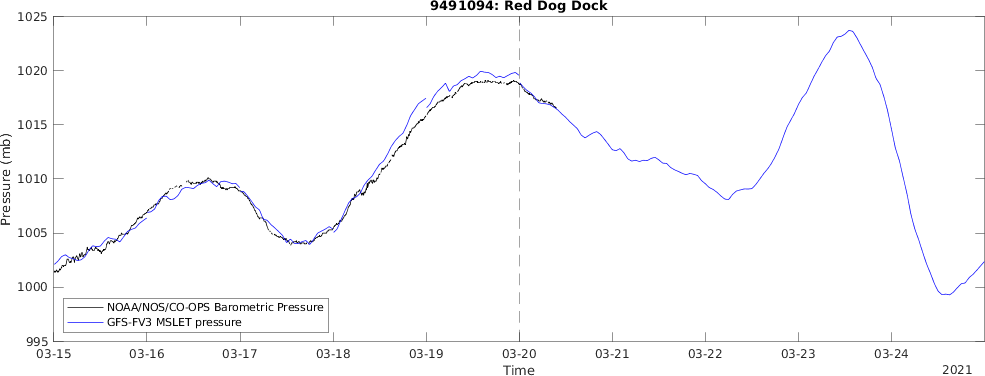 9491094: Red Dog Dock
Pressure (mb)
1025
1020
1015
1010
1005
1000
995
NOAA/NOS/CO-OPS Barometric Pressure
GFS-FV3 MSLET pressure
03-15 03-16 03-17 03-18 03-19 03-20 03-21 03-22 03-23 03-24
Time
2021